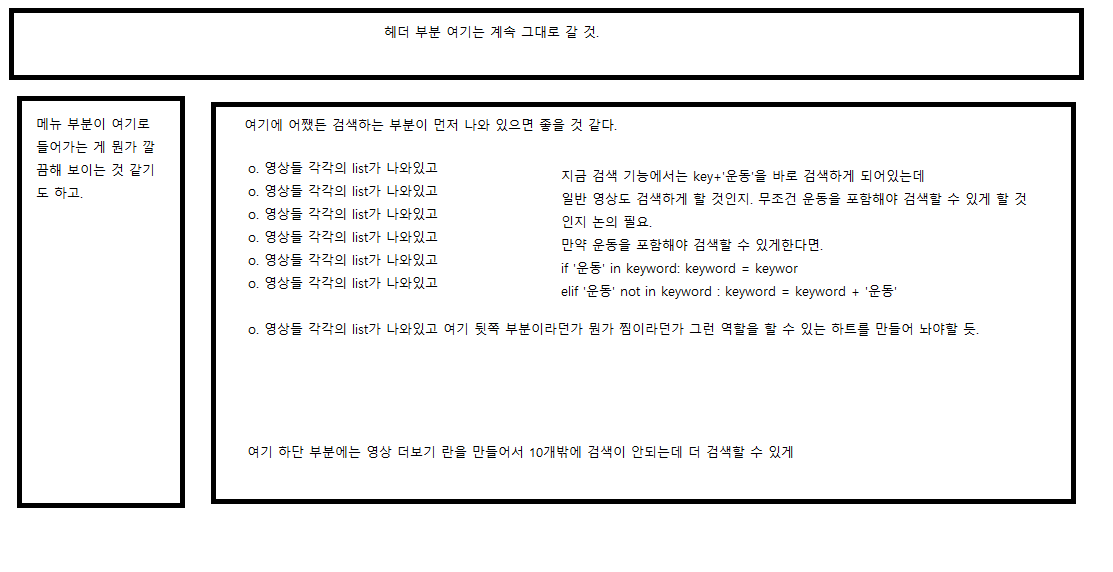 헤더 부분 여기는 계속 그대로 갈 것.
메뉴 부분이 여기로
들어가는 게 뭔가 깔
끔해 보이는 것 같기
도 하고.
여기에 어쨌든 검색하는 부분이 먼저 나와 있으면 좋을 것 같다.
o. 영상들 각각의 list가 나와있고
o. 영상들 각각의 list가 나와있고
o. 영상들 각각의 list가 나와있고
o. 영상들 각각의 list가 나와있고
o. 영상들 각각의 list가 나와있고
o. 영상들 각각의 list가 나와있고
지금 검색 기능에서는 key+'운동'을 바로 검색하게 되어있는데
일반 영상도 검색하게 할 것인지. 무조건 운동을 포함해야 검색할 수 있게 할 것
인지 논의 필요.
만약 운동을 포함해야 검색할 수 있게한다면.
if '운동' in keyword: keyword = keywor
elif '운동' not in keyword : keyword = keyword + '운동'
o. 영상들 각각의 list가 나와있고 여기 뒷쪽 부분이라던가 뭔가 찜이라던가 그런 역할을 할 수 있는 하트를 만들어 놔야할 듯.
여기 하단 부분에는 영상 더보기 란을 만들어서 10개밖에 검색이 안되는데 더 검색할 수 있게